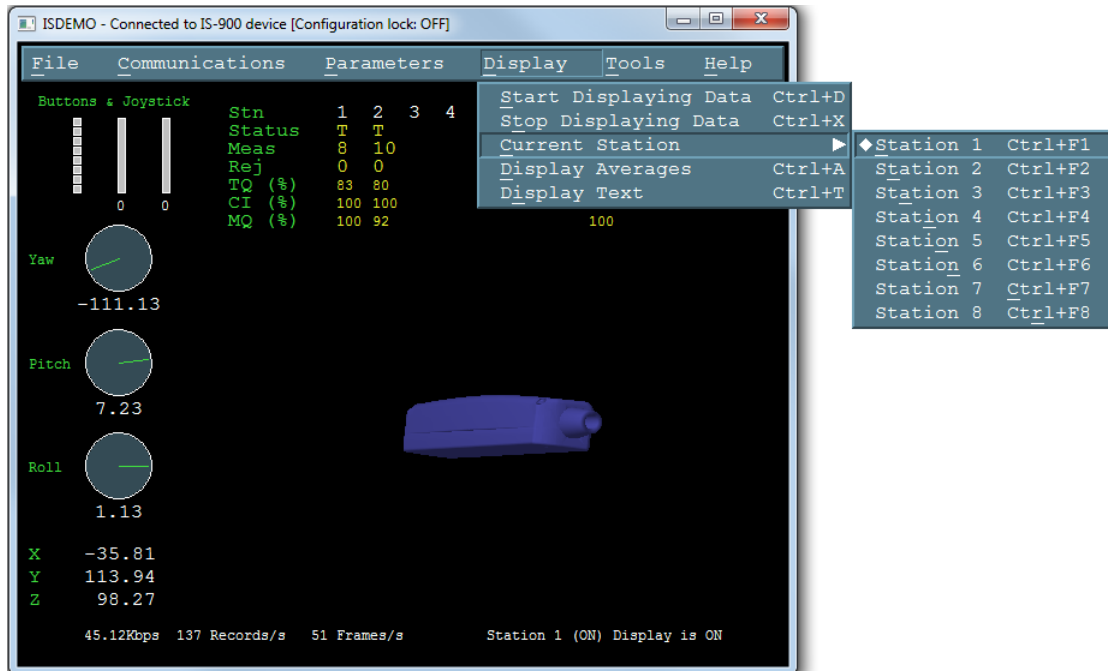 ISDEMO - Connected to IS-900 device [Configuration lock: OFF]
File Communications Parameters Display Tools Help
Buttons & Joystick
0 0
Stn 1 2 3 4
Status T T
Meas 8 10
Rej 0 0
TQ (%) 83 80
CI (%) 100 100
MQ (%) 100 92 100
Start Displaying Data Ctrl+D
Stop Displaying Data Ctrl+X
Current Station
Display Averages Ctrl+A
Display Text Ctrl+T
Station 1 Ctrl+F1
Station 2 Ctrl+F2
Station 3 Ctrl+F3
Station 4 Ctrl+F4
Station 5 Ctrl+F5
Station 6 Ctrl+F6
Station 7 Ctrl+F7
Station 8 Ctrl+F8
Yaw
-111.13
Pitch
7.23
Roll
1.13
X -35.81
Y 113.94
Z 98.27
45.12Kbps 137 Records/s 51 Frames/s Station 1 (ON) Display is ON